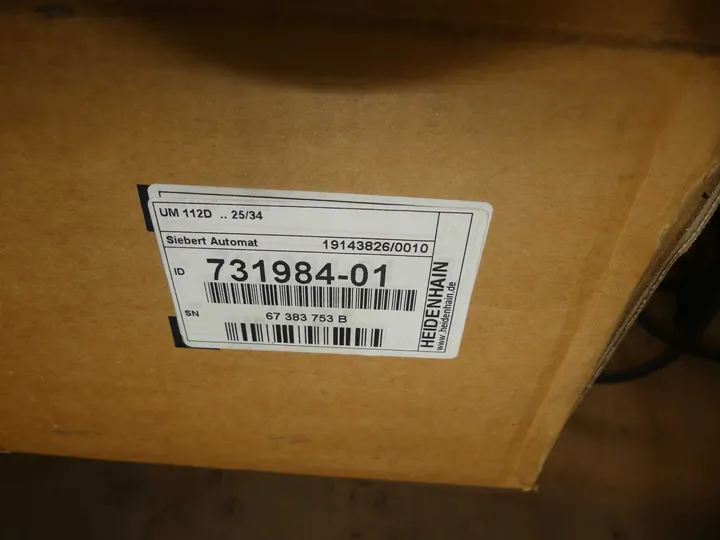 UM 112D .. 25/34
Siebert Automat 19143826/0010
ID 731984-01
SN 67 383 753 B
HEIDENHAIN
www.heidenhain.de